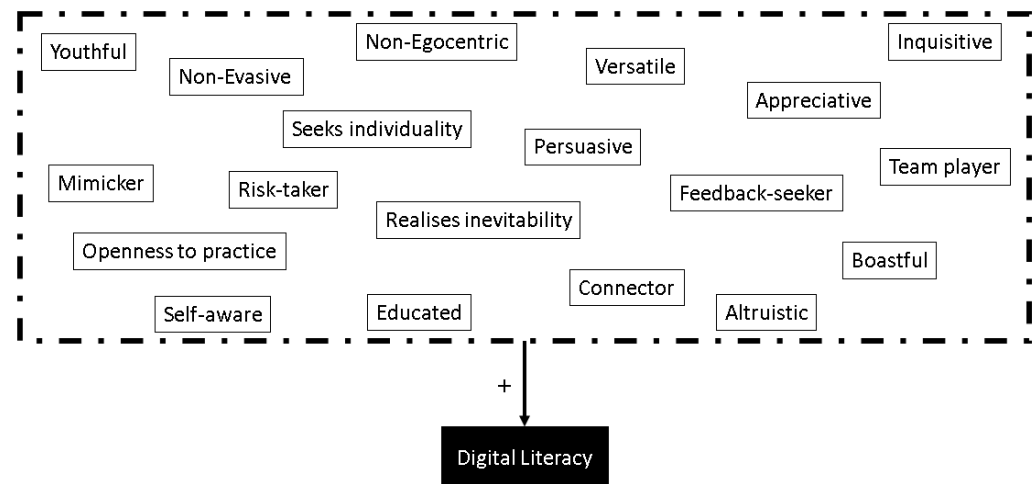 Youthful
Non-Evasive
Non-Egocentric
Versatile
Inquisitive
Appreciative
Seeks individuality
Persuasive
Team player
Mimicker
Risk-taker
Feedback-seeker
Realises inevitability
Openness to practice
Boastful
Connector
Self-aware
Educated
Altruistic
+
Digital Literacy